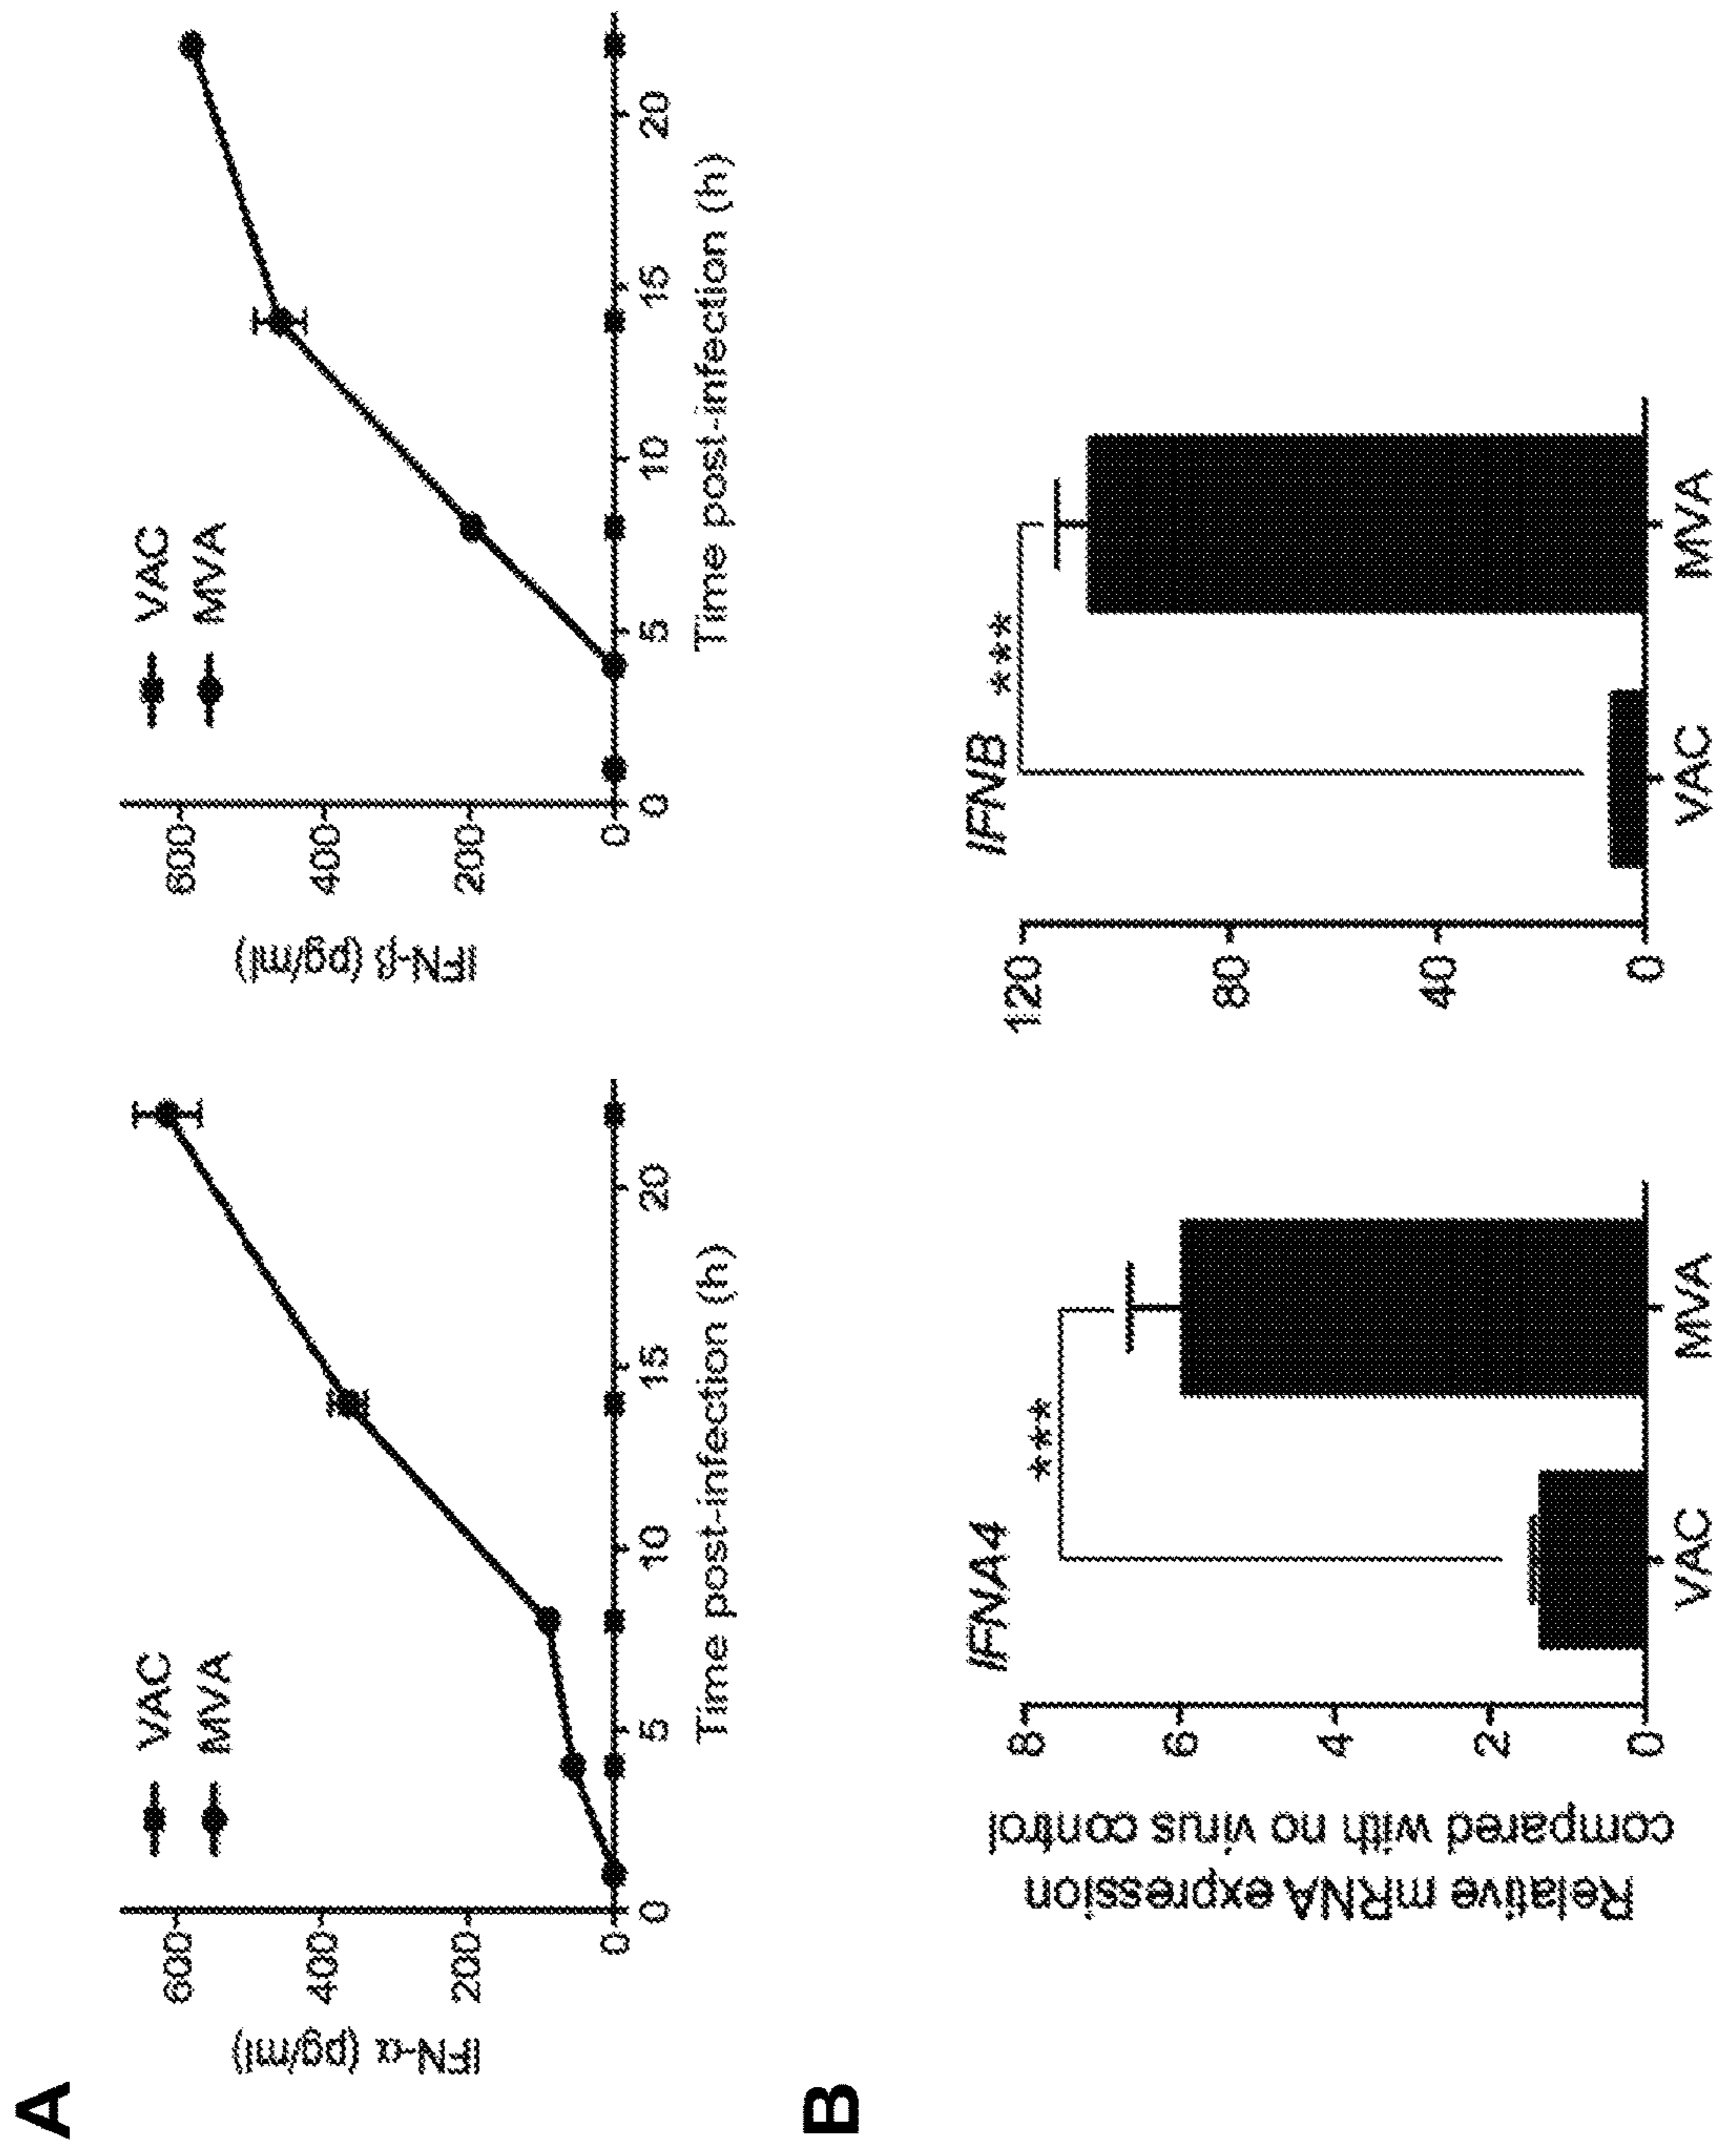 A
VAC
MVA
IFN-α (pg/ml)
600
400
200
0
0 5 10 15 20
Time post-infection (h)
VAC
MVA
IFN-β (pg/ml)
600
400
200
0
0 5 10 15 20
Time post-infection (h)
B
Relative mRNA expression
compared with no virus control
IFNA4
***
8
6
4
2
0
VAC MVA
IFNB
***
120
80
40
0
VAC MVA